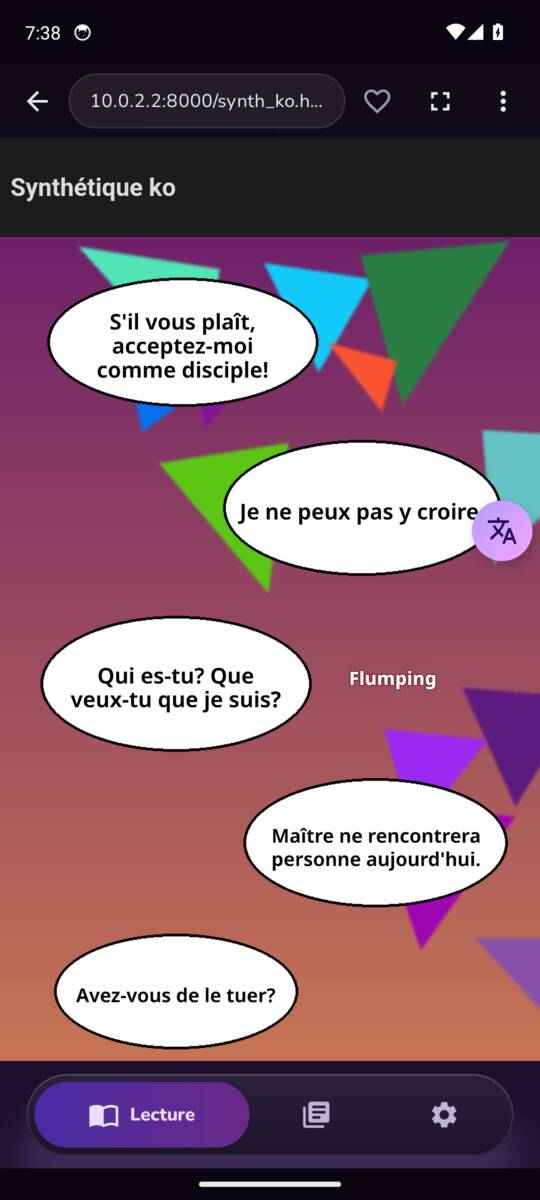 7:38
10.0.2.2:8000/synth_ko.h...
Synthétique ko
S'il vous plaît,
acceptez-moi
comme disciple!
Je ne peux pas y croire
Qui es-tu? Que
veux-tu que je suis?
Flumping
Maître ne rencontrera
personne aujourd'hui.
Avez-vous de le tuer?
Lecture